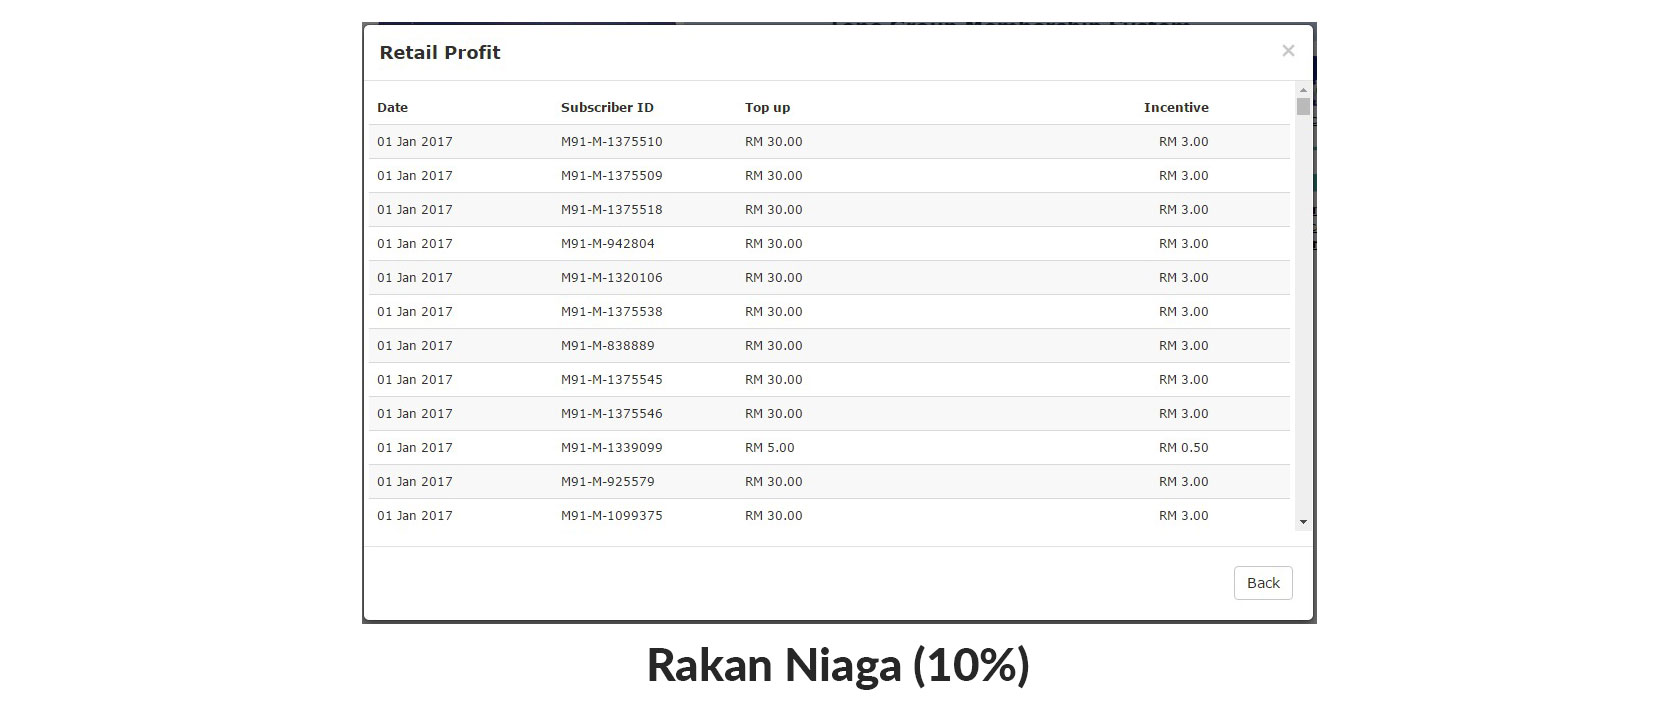 Retail Profit ×
Date Subscriber ID Top up Incentive
01 Jan 2017 M91-M-1375510 RM 30.00 RM 3.00
01 Jan 2017 M91-M-1375509 RM 30.00 RM 3.00
01 Jan 2017 M91-M-1375518 RM 30.00 RM 3.00
01 Jan 2017 M91-M-942804 RM 30.00 RM 3.00
01 Jan 2017 M91-M-1320106 RM 30.00 RM 3.00
01 Jan 2017 M91-M-1375538 RM 30.00 RM 3.00
01 Jan 2017 M91-M-838889 RM 30.00 RM 3.00
01 Jan 2017 M91-M-1375545 RM 30.00 RM 3.00
01 Jan 2017 M91-M-1375546 RM 30.00 RM 3.00
01 Jan 2017 M91-M-1339099 RM 5.00 RM 0.50
01 Jan 2017 M91-M-925579 RM 30.00 RM 3.00
01 Jan 2017 M91-M-1099375 RM 30.00 RM 3.00
Back
Rakan Niaga (10%)